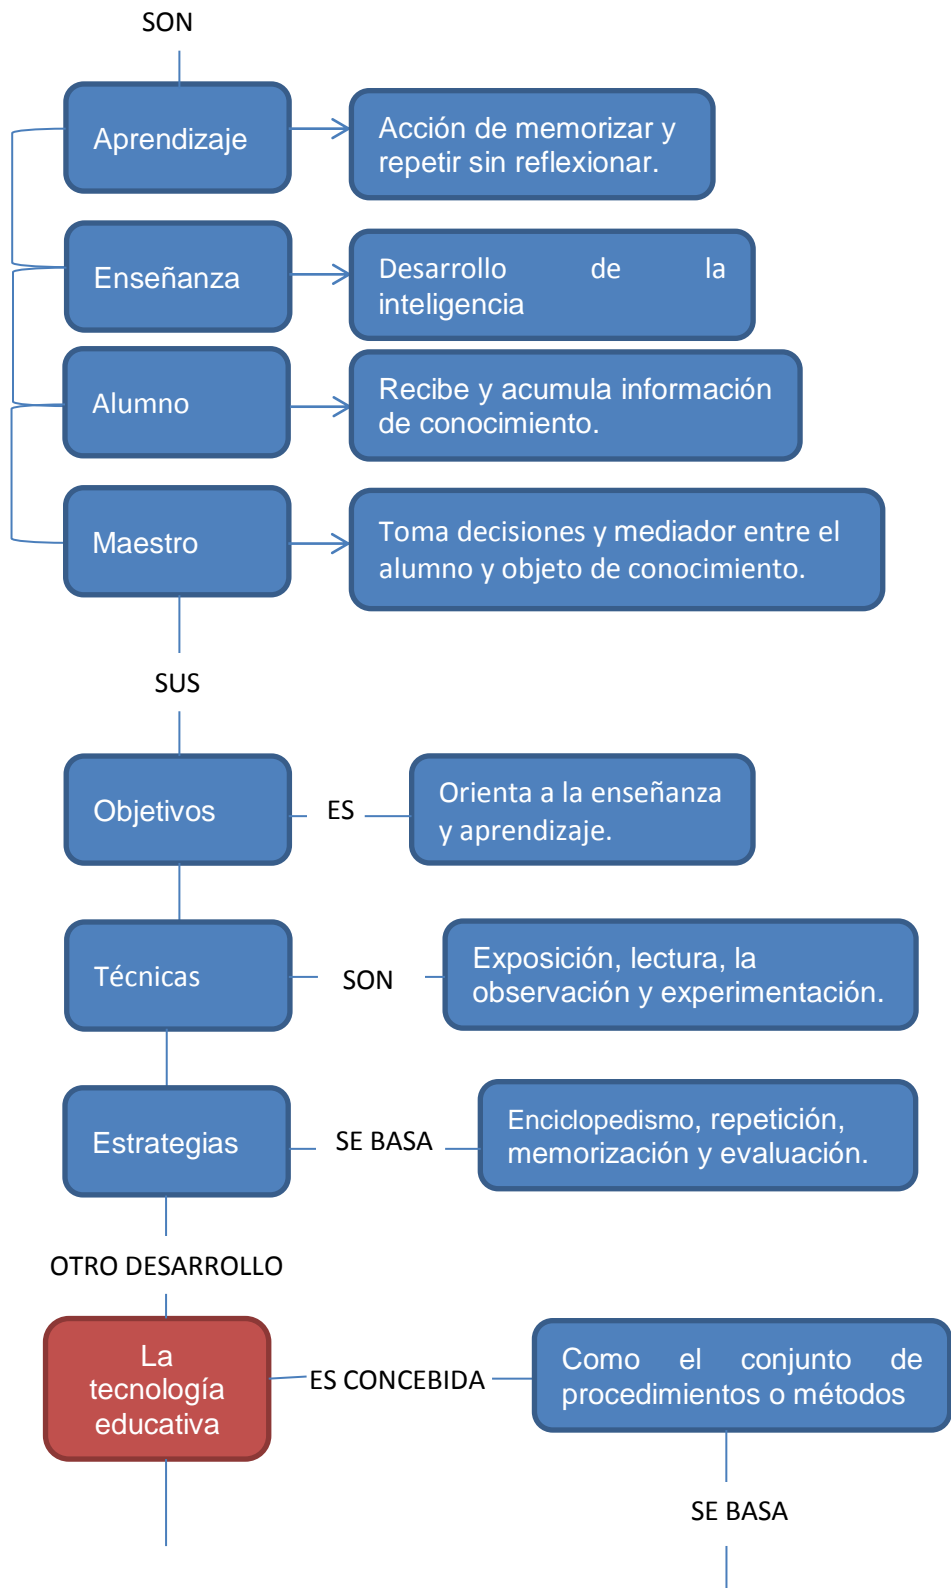 SON
Aprendizaje
Acción de memorizar y
repetir sin reflexionar.
Enseñanza
Desarrollo de la
inteligencia
Alumno
Recibe y acumula información
de conocimiento.
Maestro
Toma decisiones y mediador entre el
alumno y objeto de conocimiento.
SUS
Objetivos
ES
Orienta a la enseñanza
y aprendizaje.
Técnicas
SON
Exposición, lectura, la
observación y experimentación.
Estrategias
SE BASA
Enciclopedismo, repetición,
memorización y evaluación.
OTRO DESARROLLO
La
tecnología
educativa
ES CONCEBIDA
Como el conjunto de
procedimientos o métodos
SE BASA